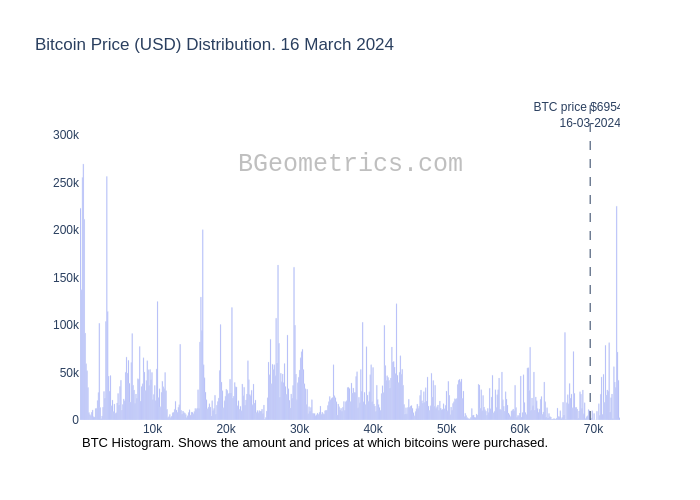 Bitcoin Price (USD) Distribution. 16 March 2024
BTC price $6954
16-03-2024
300k
BGeometrics.com
250k
200k
150k
100k
50k
0
10k 20k 30k 40k 50k 60k 70k
BTC Histogram. Shows the amount and prices at which bitcoins were purchased.